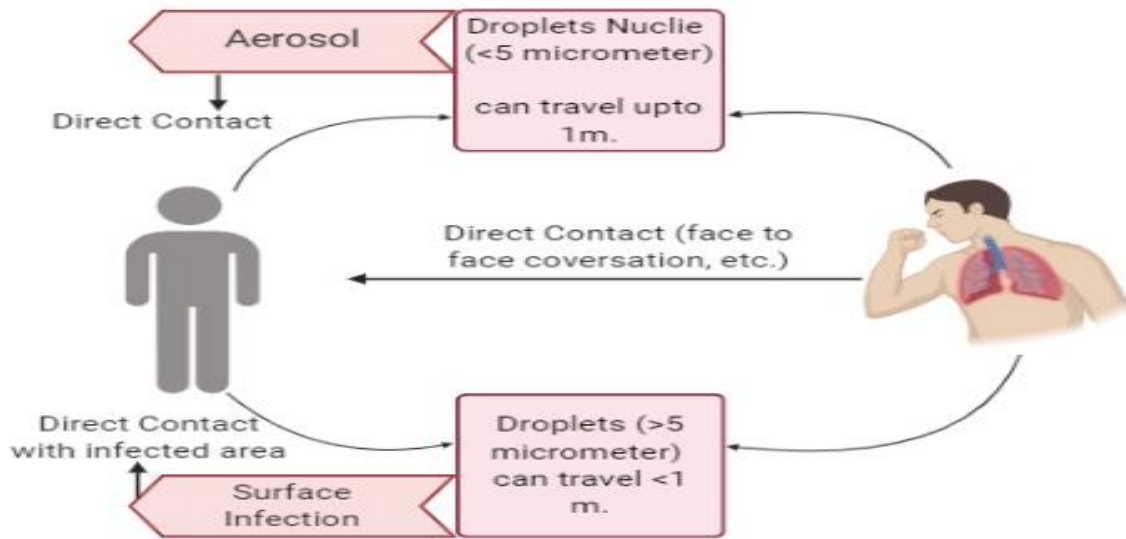 Aerosol
Droplets Nuclie
(<5 micrometer)
can travel upto
1m.
Direct Contact
Direct Contact (face to
face coversation, etc.)
Direct Contact
with infected area
Droplets (>5
micrometer)
can travel <1
m.
Surface
Infection